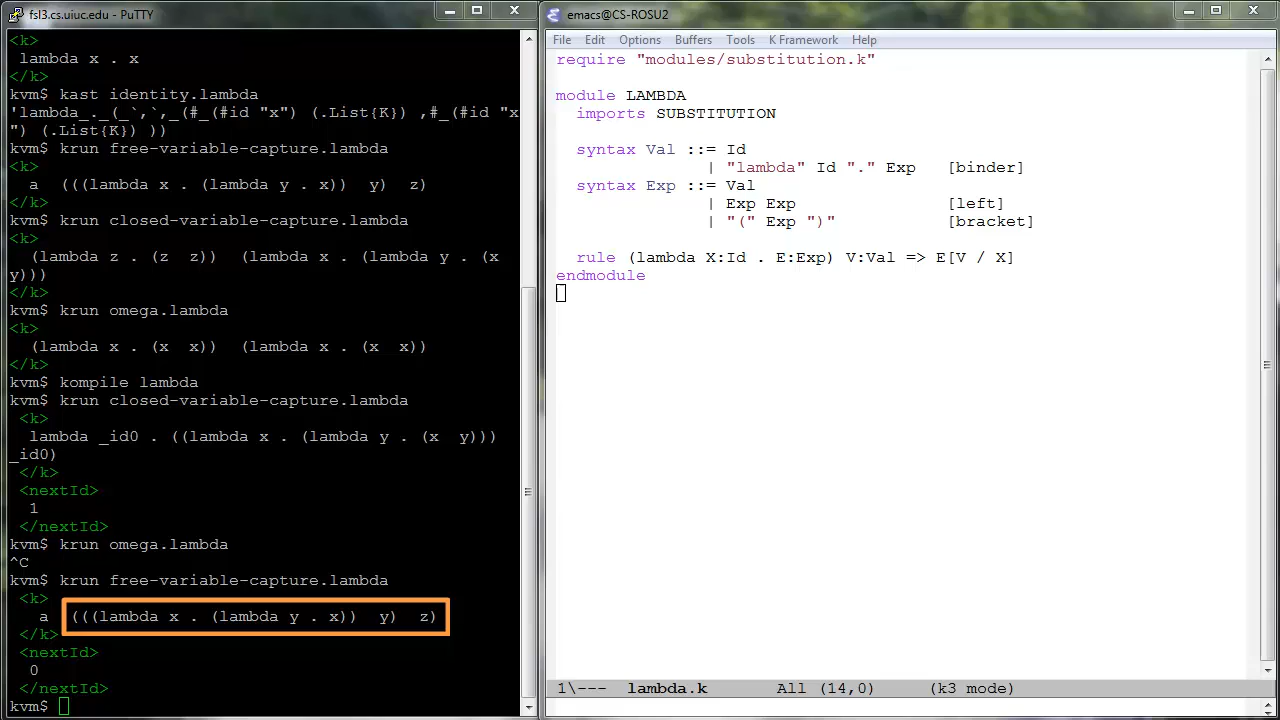 fsl3.cs.uiuc.edu - PuTTY
<k>
lambda x . x
</k>
kvm$ kast identity.lambda
'lambda_._(_`,`,_(#_(#id "x") (.List{K}) ,#_(#id "x
") (.List{K}) ))
kvm$ krun free-variable-capture.lambda
<k>
a (((lambda x . (lambda y . x)) y) z)
</k>
kvm$ krun closed-variable-capture.lambda
<k>
(lambda z . (z z)) (lambda x . (lambda y . (x
y)))
</k>
kvm$ krun omega.lambda
<k>
(lambda x . (x x)) (lambda x . (x x))
</k>
kvm$ kompile lambda
kvm$ krun closed-variable-capture.lambda
<k>
lambda _id0 . ((lambda x . (lambda y . (x y)))
_id0)
</k>
<nextId>
1
</nextId>
kvm$ krun omega.lambda
^C
kvm$ krun free-variable-capture.lambda
<k>
a (((lambda x . (lambda y . x)) y) z)
</k>
<nextId>
0
</nextId>
kvm$
emacs@CS-ROSU2
File Edit Options Buffers Tools K Framework Help
require "modules/substitution.k"
module LAMBDA
imports SUBSTITUTION
syntax Val ::= Id
| "lambda" Id "." Exp [binder]
syntax Exp ::= Val
| Exp Exp [left]
| "(" Exp ")" [bracket]
rule (lambda X:Id . E:Exp) V:Val => E[V / X]
endmodule
1\--- lambda.k All (14,0) (k3 mode)